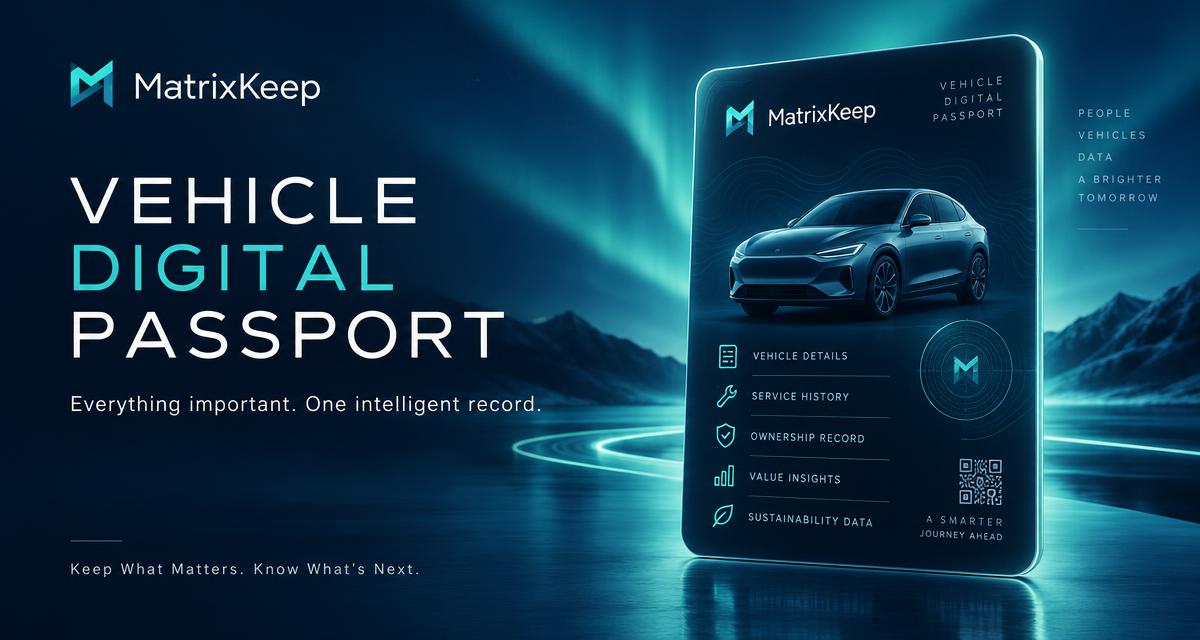 MatrixKeep
VEHICLE
DIGITAL
PASSPORT
Everything important. One intelligent record.
Keep What Matters. Know What's Next.
MatrixKeep
VEHICLE
DIGITAL
PASSPORT
VEHICLE DETAILS
SERVICE HISTORY
OWNERSHIP RECORD
VALUE INSIGHTS
SUSTAINABILITY DATA
A SMARTER
JOURNEY AHEAD
PEOPLE
VEHICLES
DATA
A BRIGHTER
TOMORROW